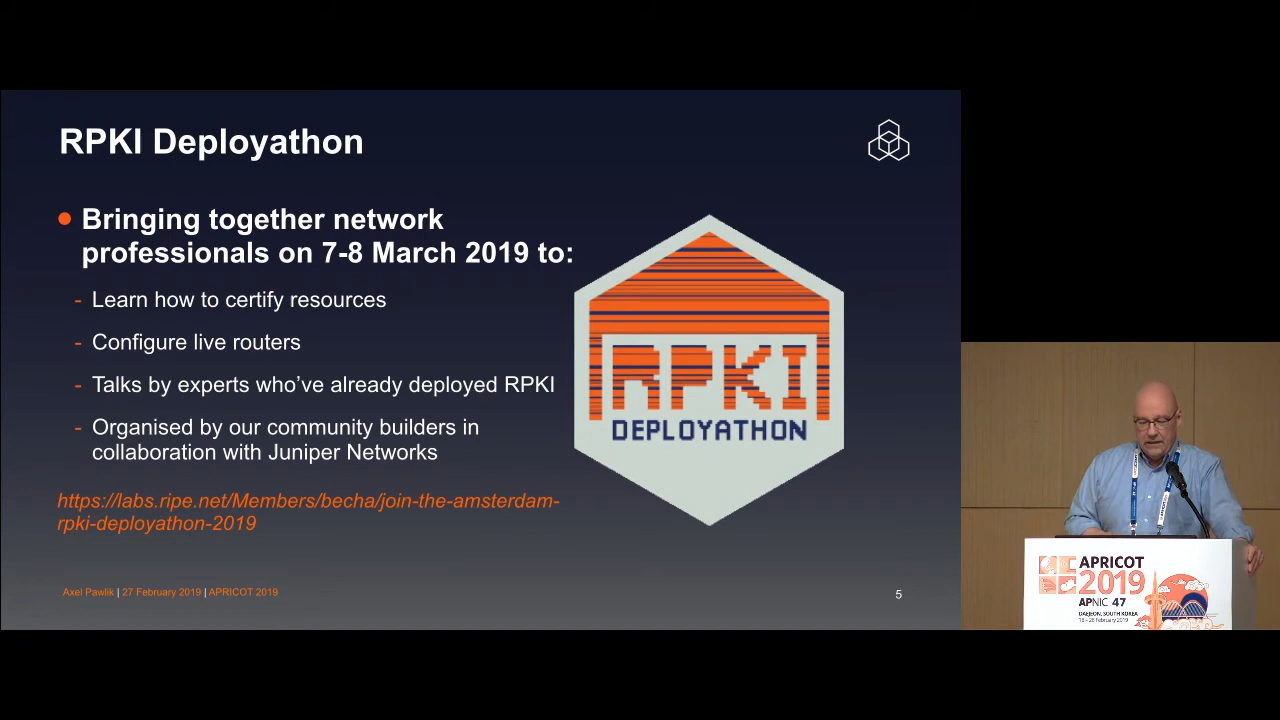 RPKI Deployathon
Bringing together network
professionals on 7-8 March 2019 to:
- Learn how to certify resources
- Configure live routers
- Talks by experts who've already deployed RPKI
- Organised by our community builders in
collaboration with Juniper Networks
https://labs.ripe.net/Members/becha/join-the-amsterdam-
rpki-deployathon-2019
RPKI
DEPLOYATHON
Axel Pawlik | 27 February 2019 | APRICOT 2019
5
APRICOT
2019
APNIC 47
DAEJEON, SOUTH KOREA
18 – 28 February 2019